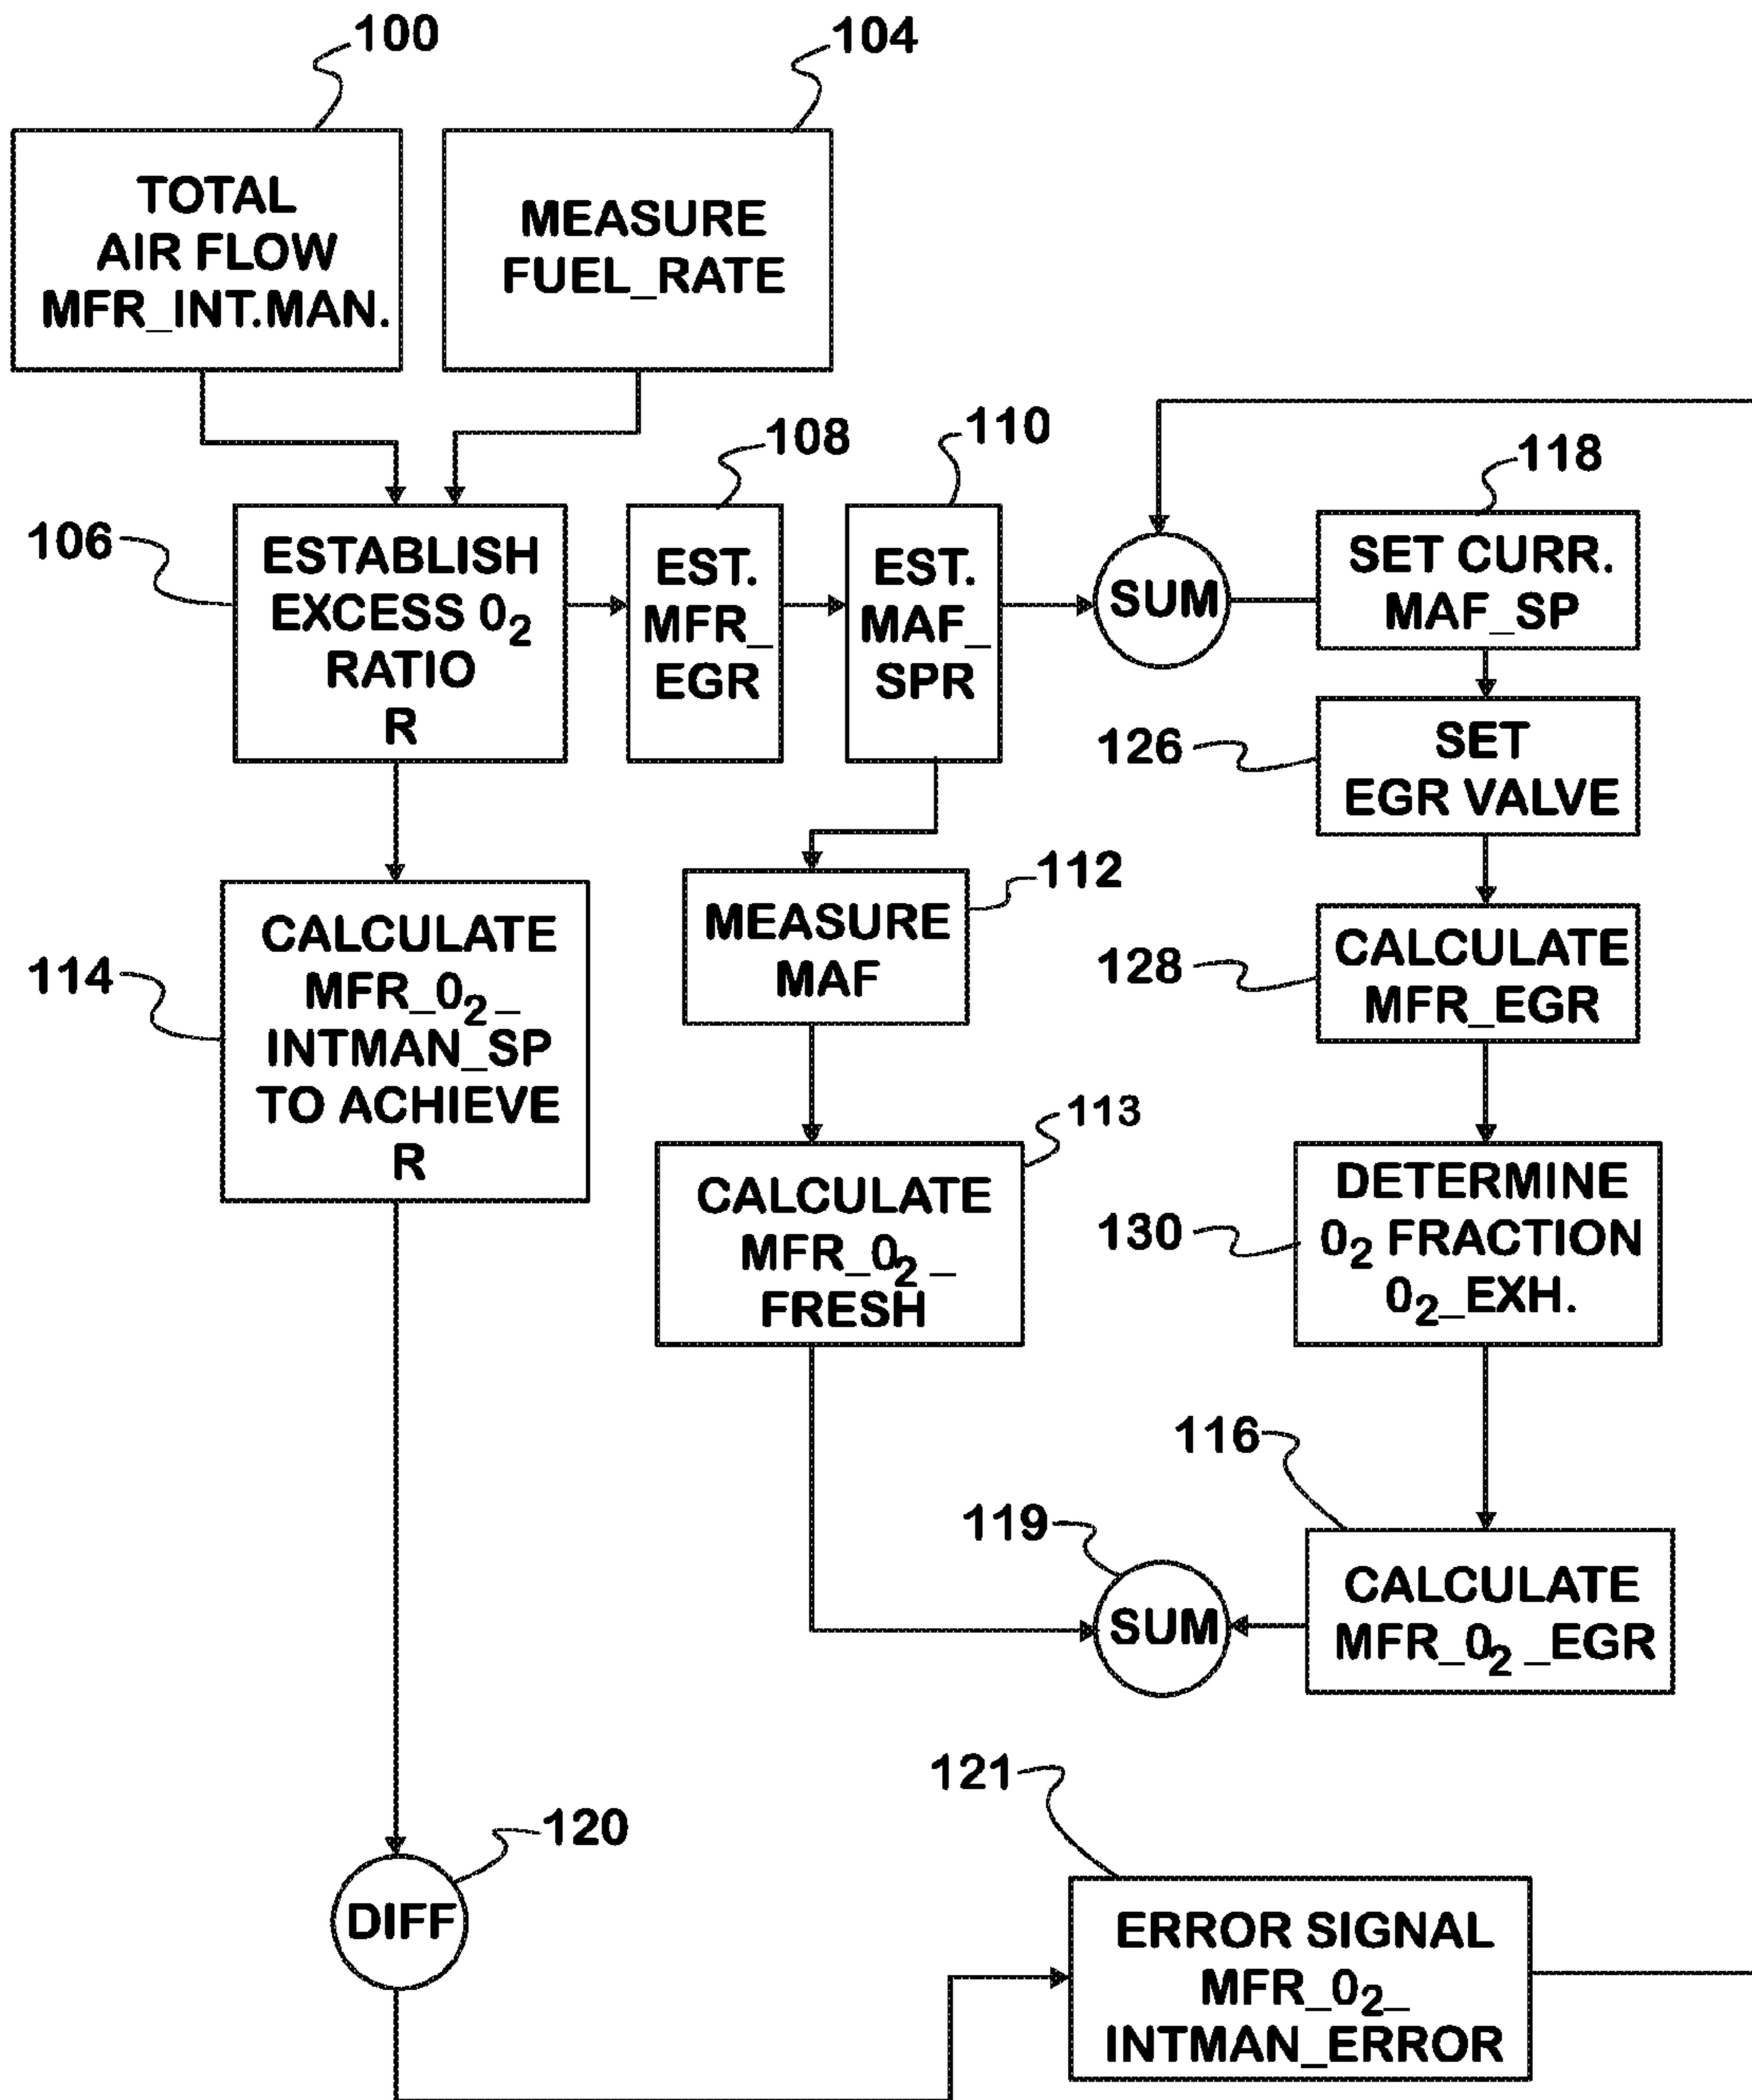 100
104
TOTAL
AIR FLOW
MFR_INT.MAN.
MEASURE
FUEL_RATE
108
110
118
106
ESTABLISH
EXCESS 0₂
RATIO
R
EST.
MFR_
EGR
EST.
MAF_
SPR
SUM
SET CURR.
MAF_SP
126
SET
EGR VALVE
112
MEASURE
MAF
114
CALCULATE
MFR_0₂_
INTMAN_SP
TO ACHIEVE
R
128
CALCULATE
MFR_EGR
113
CALCULATE
MFR_0₂_
FRESH
130
DETERMINE
0₂ FRACTION
0₂_EXH.
116
119
SUM
CALCULATE
MFR_0₂_EGR
121
120
DIFF
ERROR SIGNAL
MFR_0₂_
INTMAN_ERROR